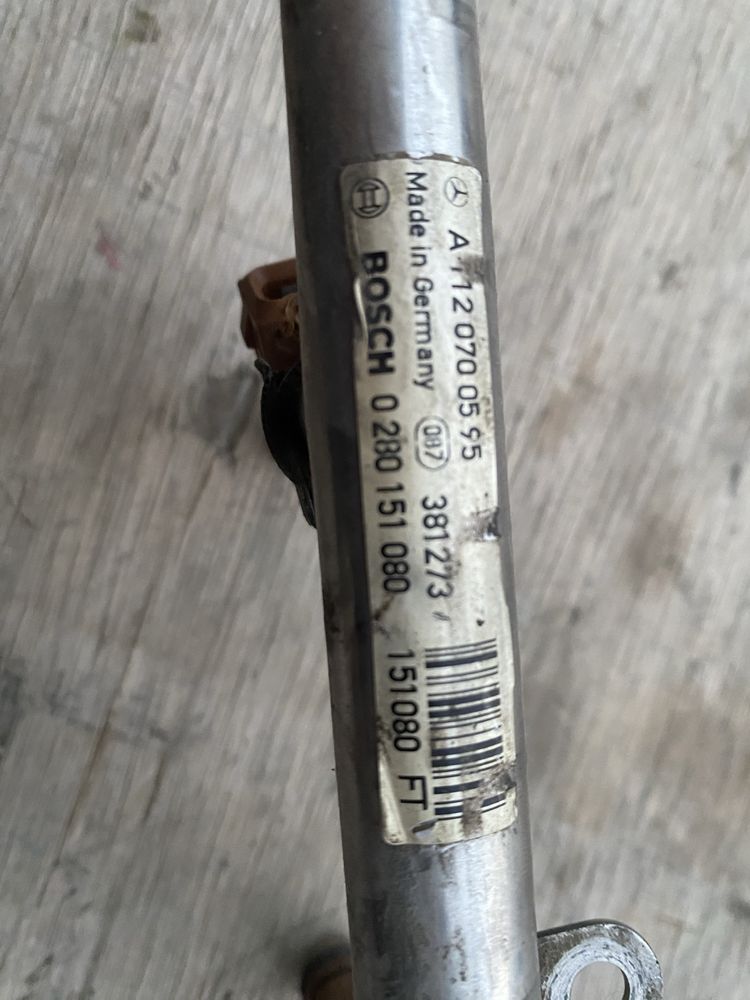 A 112 070 05 95
Made in Germany 087 381273
BOSCH 0 280 151 080 151080 FT